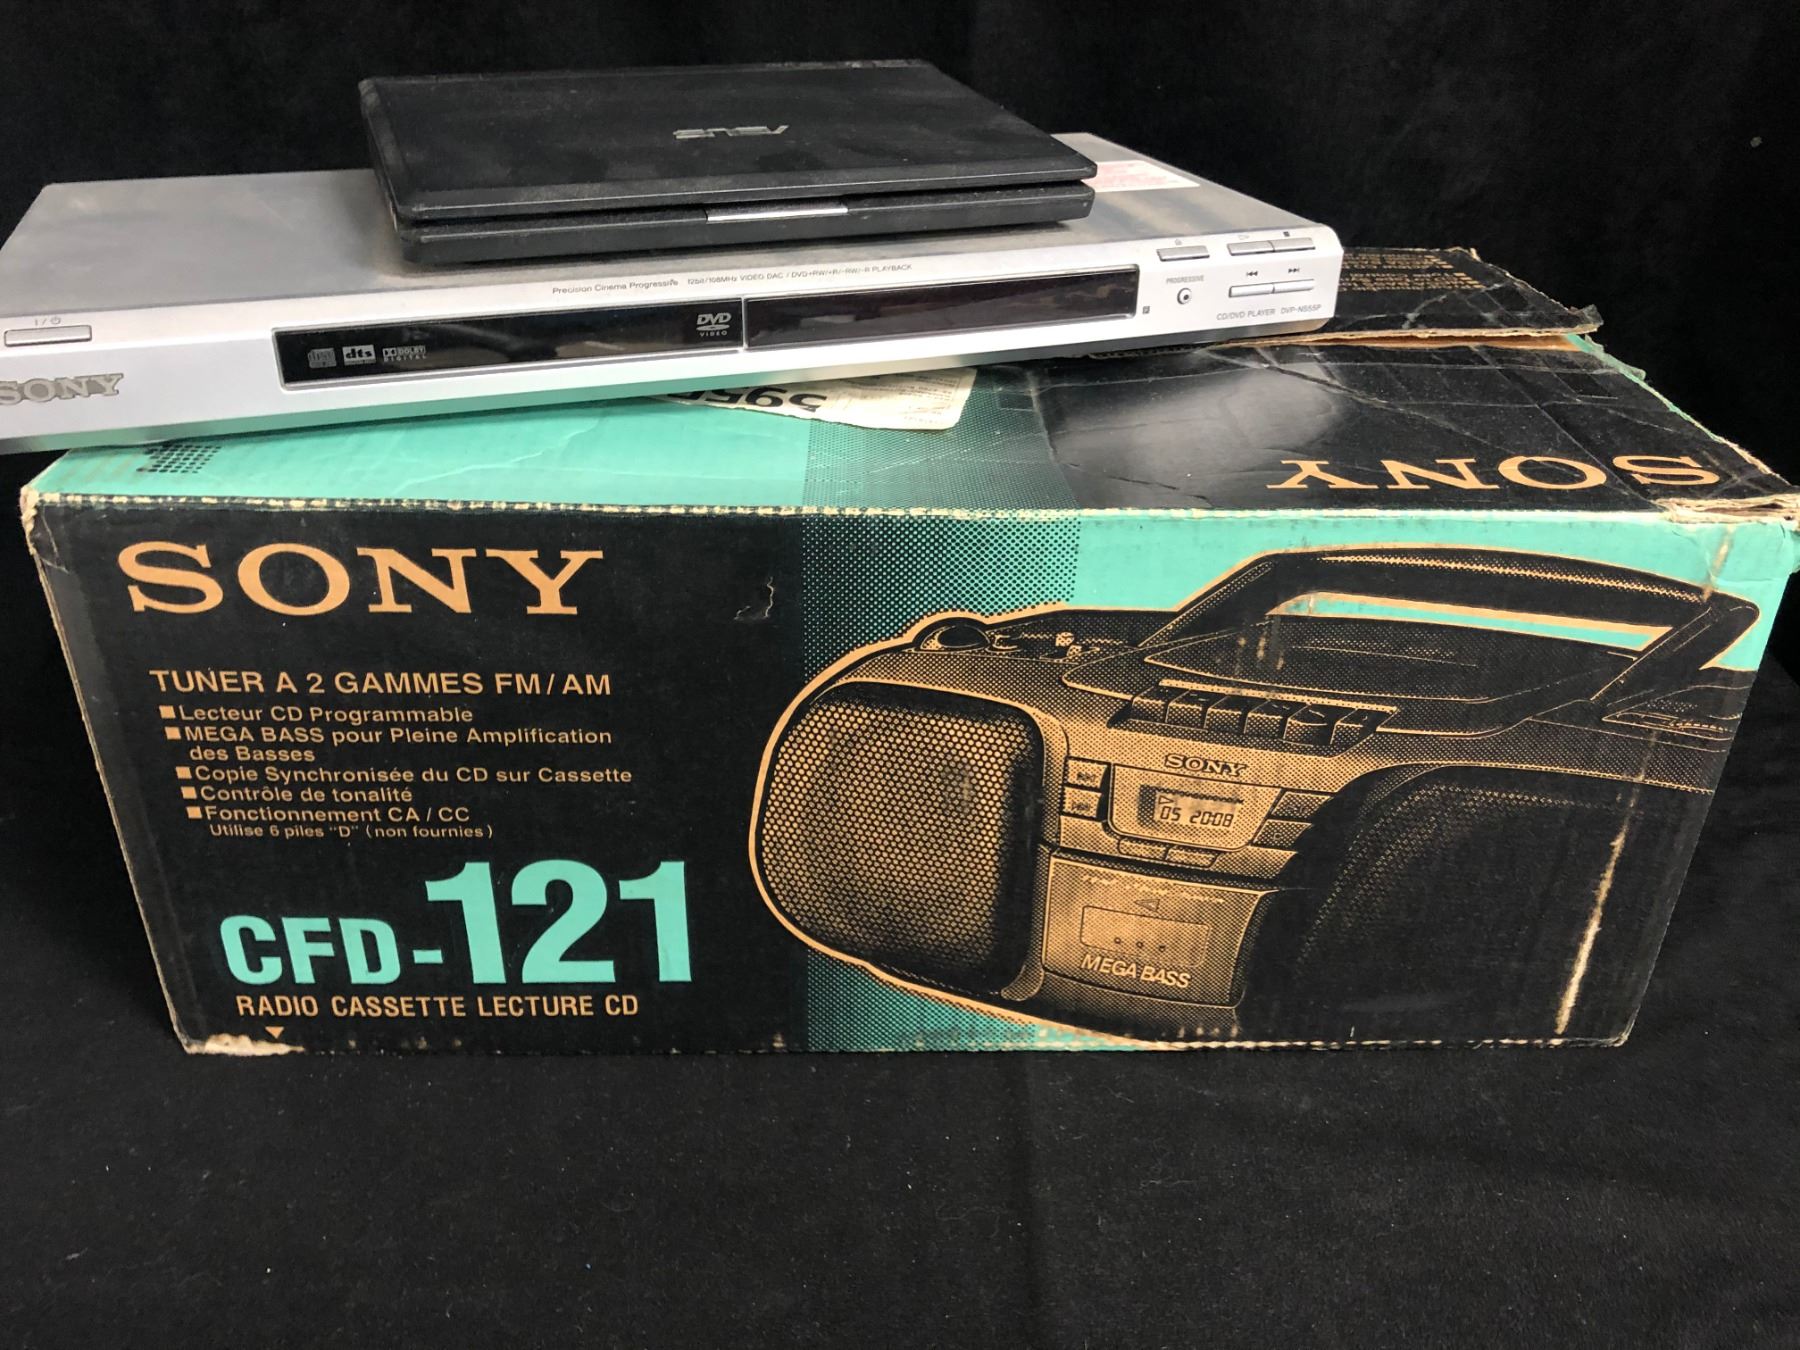 ASUS
Precision Cinema Progressive 12bit/108MHz VIDEO DAC / DVD+RW/+R/-RW/-R PLAYBACK
PROGRESSIVE
CD/DVD PLAYER DVP-NS55P
DVD
VIDEO
dts
DOLBY
DIGITAL
SONY
SONY
SONY
TUNER A 2 GAMMES FM/AM
■Lecteur CD Programmable
■MEGA BASS pour Pleine Amplification
des Basses
■Copie Synchronisée du CD sur Cassette
■Contrôle de tonalité
■Fonctionnement CA / CC
Utilise 6 piles "D" (non fournies)
CFD-121
RADIO CASSETTE LECTURE CD
SONY
05 20:08
MEGA BASS